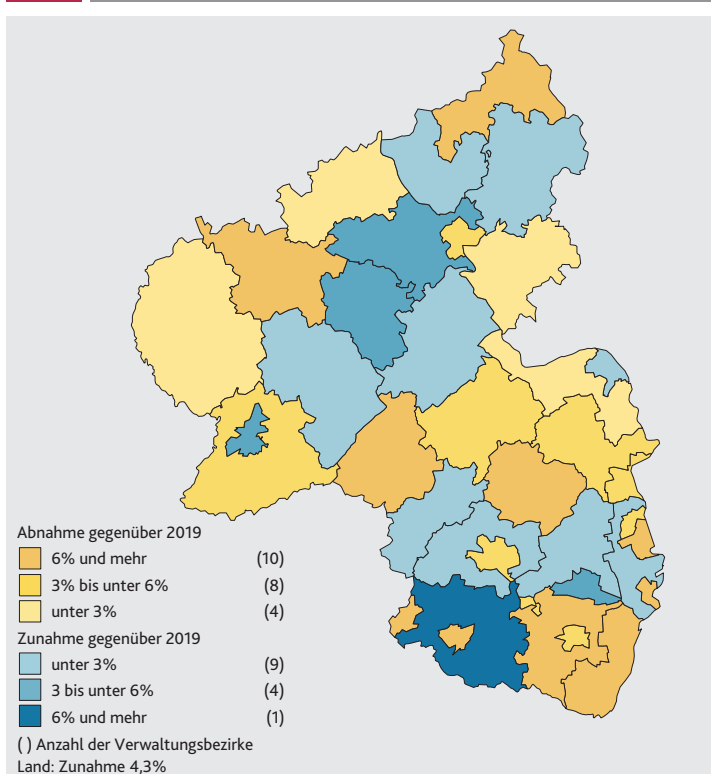 Abnahme gegenüber 2019
6% und mehr (10)
3% bis unter 6% (8)
unter 3% (4)
Zunahme gegenüber 2019
unter 3% (9)
3 bis unter 6% (4)
6% und mehr (1)
( ) Anzahl der Verwaltungsbezirke
Land: Zunahme 4,3%